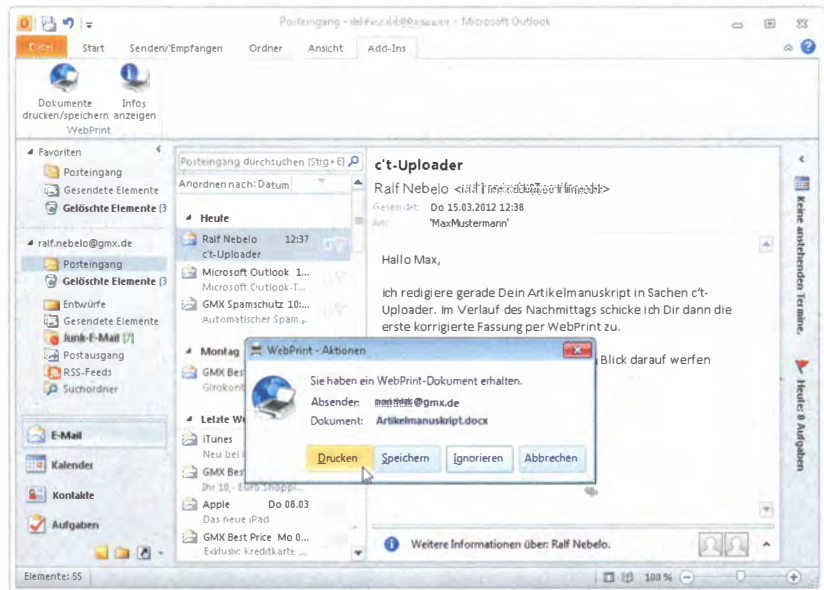 Posteingang - - Microsoft Outlook
Datei Start Senden/Empfangen Ordner Ansicht Add-Ins
Dokumente drucken/speichern
Infos anzeigen
WebPrint
Favoriten
Posteingang
Gesendete Elemente
Gelöschte Elemente (3
ralf.nebelo@gmx.de
Posteingang
Gelöschte Elemente (3
Entwürfe
Gesendete Elemente
Junk-E-Mail [7]
Postausgang
RSS-Feeds
Suchordner
E-Mail
Kalender
Kontakte
Aufgaben
Posteingang durchsuchen (Strg+E)
Anordnen nach: Datum
Heute
Ralf Nebelo 12:37
c't-Uploader
Microsoft Outlook 1...
Microsoft Outlook-T...
GMX Spamschutz 10:...
Automatischer Spam...
Montag
GMX Bes
Girokont
Letzte W
iTunes
Neu bei
GMX Bes
Ihr 10,- Euro Shoppi...
Apple Do 08.03
Das neue iPad
GMX Best Price Mo 0...
Exklusiv: Kreditkarte ...
c't-Uploader
Ralf Nebelo
Gesendet: Do 15.03.2012 12:38
An: 'MaxMustermann'
Hallo Max,
ich redigiere gerade Dein Artikelmanuskript in Sachen c't-
Uploader. Im Verlauf des Nachmittags schicke ich Dir dann die
erste korrigierte Fassung per WebPrint zu.
Blick darauf werfen
WebPrint - Aktionen
Sie haben ein WebPrint-Dokument erhalten.
Absender: @gmx.de
Dokument: Artikelmanuskript.docx
Drucken Speichern Ignorieren Abbrechen
Weitere Informationen über: Ralf Nebelo.
Keine anstehenden Termine.
Heute: 0 Aufgaben
Elemente: 55
100 %